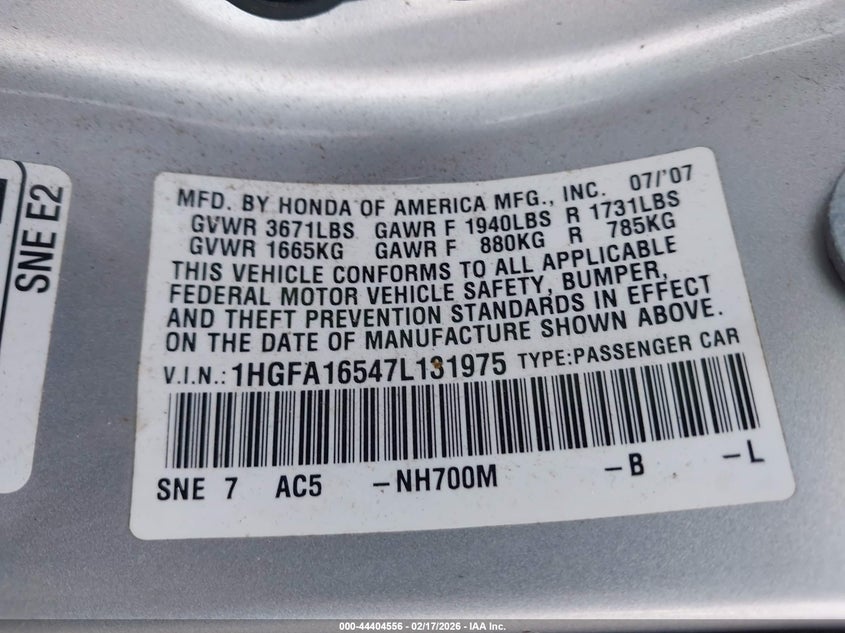 SNE E2
MFD. BY HONDA OF AMERICA MFG., INC. 07/'07
GVWR 3671LBS GAWR F 1940LBS R 1731LBS
GVWR 1665KG GAWR F 880KG R 785KG
THIS VEHICLE CONFORMS TO ALL APPLICABLE
FEDERAL MOTOR VEHICLE SAFETY, BUMPER,
AND THEFT PREVENTION STANDARDS IN EFFECT
ON THE DATE OF MANUFACTURE SHOWN ABOVE.
V.I.N.: 1HGFA16547L131975 TYPE:PASSENGER CAR
SNE 7 AC5 -NH700M -B -L
000-44404556 - 02/17/2026 - IAA Inc.